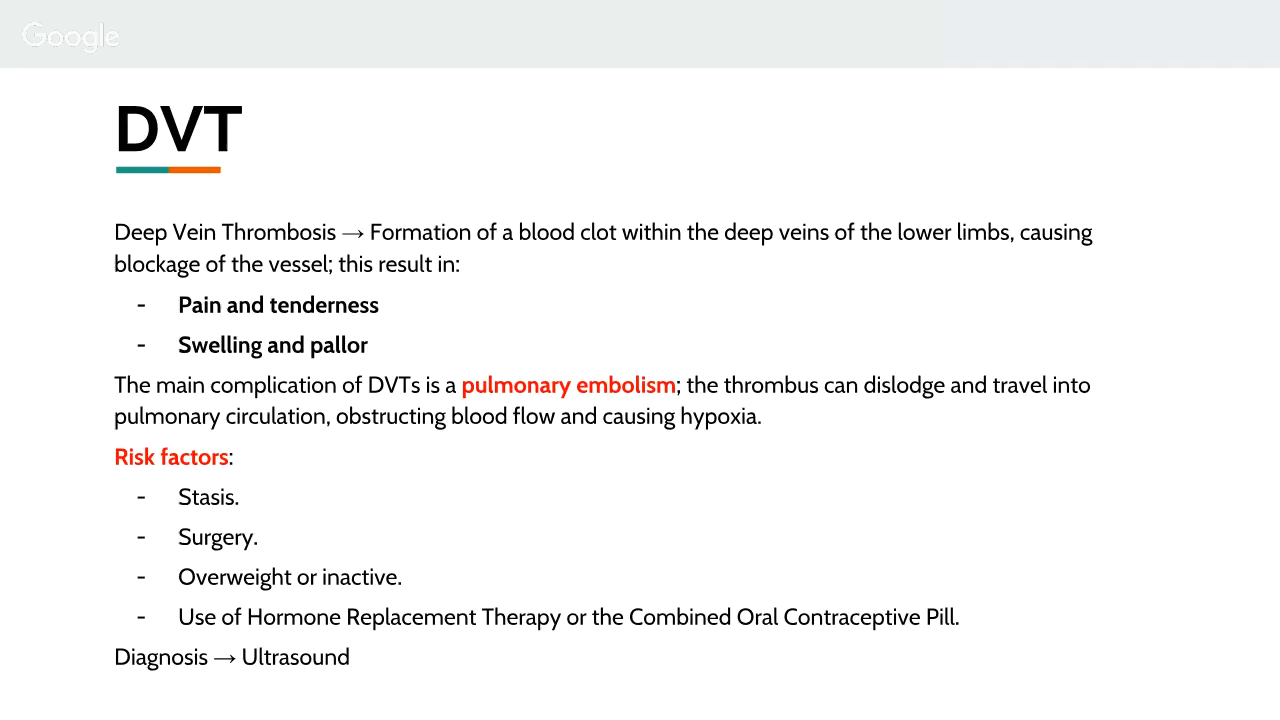 Google
DVT
Deep Vein Thrombosis → Formation of a blood clot within the deep veins of the lower limbs, causing
blockage of the vessel; this result in:
- Pain and tenderness
- Swelling and pallor
The main complication of DVTs is a pulmonary embolism; the thrombus can dislodge and travel into
pulmonary circulation, obstructing blood flow and causing hypoxia.
Risk factors:
- Stasis.
- Surgery.
- Overweight or inactive.
- Use of Hormone Replacement Therapy or the Combined Oral Contraceptive Pill.
Diagnosis → Ultrasound